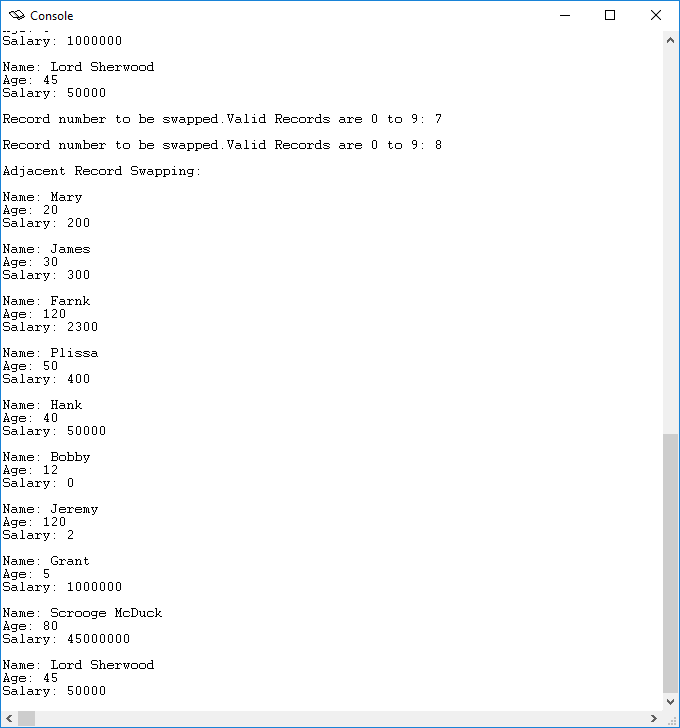 Console
Salary: 1000000
Name: Lord Sherwood
Age: 45
Salary: 50000
Record number to be swapped.Valid Records are 0 to 9: 7
Record number to be swapped.Valid Records are 0 to 9: 8
Adjacent Record Swapping:
Name: Mary
Age: 20
Salary: 200
Name: James
Age: 30
Salary: 300
Name: Farnk
Age: 120
Salary: 2300
Name: Plissa
Age: 50
Salary: 400
Name: Hank
Age: 40
Salary: 50000
Name: Bobby
Age: 12
Salary: 0
Name: Jeremy
Age: 120
Salary: 2
Name: Grant
Age: 5
Salary: 1000000
Name: Scrooge McDuck
Age: 80
Salary: 45000000
Name: Lord Sherwood
Age: 45
Salary: 50000